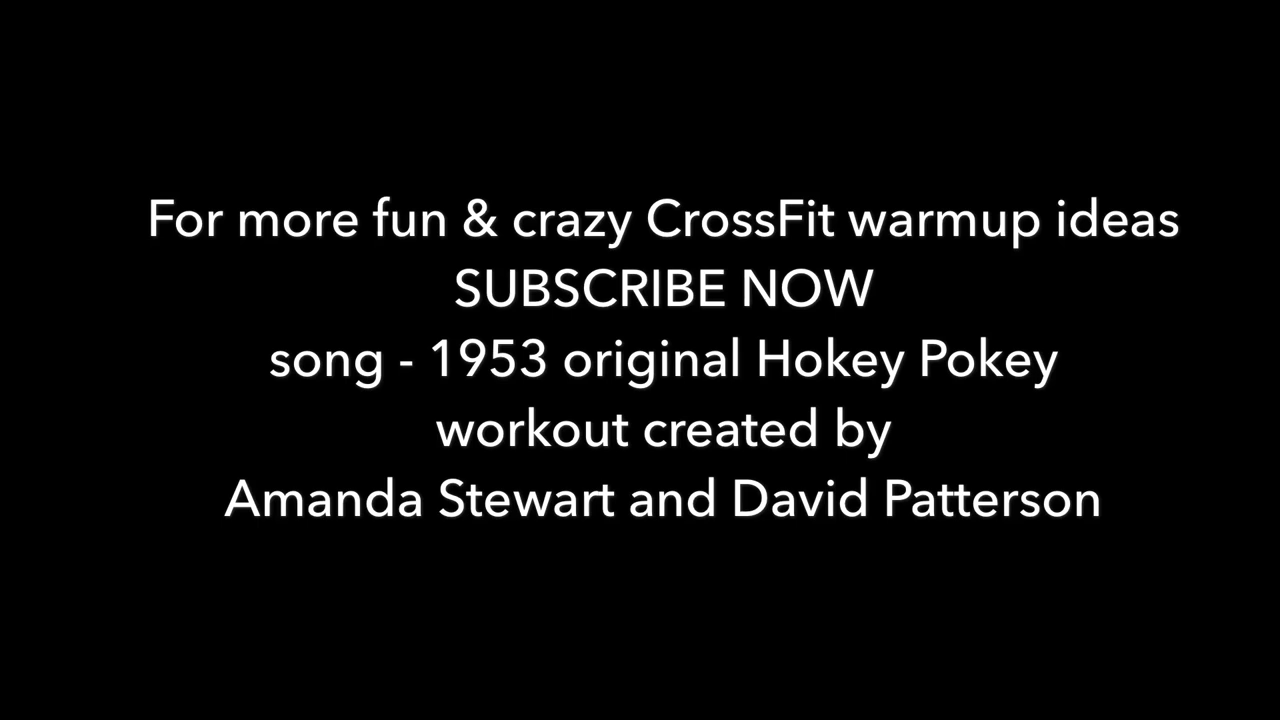 For more fun & crazy CrossFit warmup ideas
SUBSCRIBE NOW
song - 1953 original Hokey Pokey
workout created by
Amanda Stewart and David Patterson